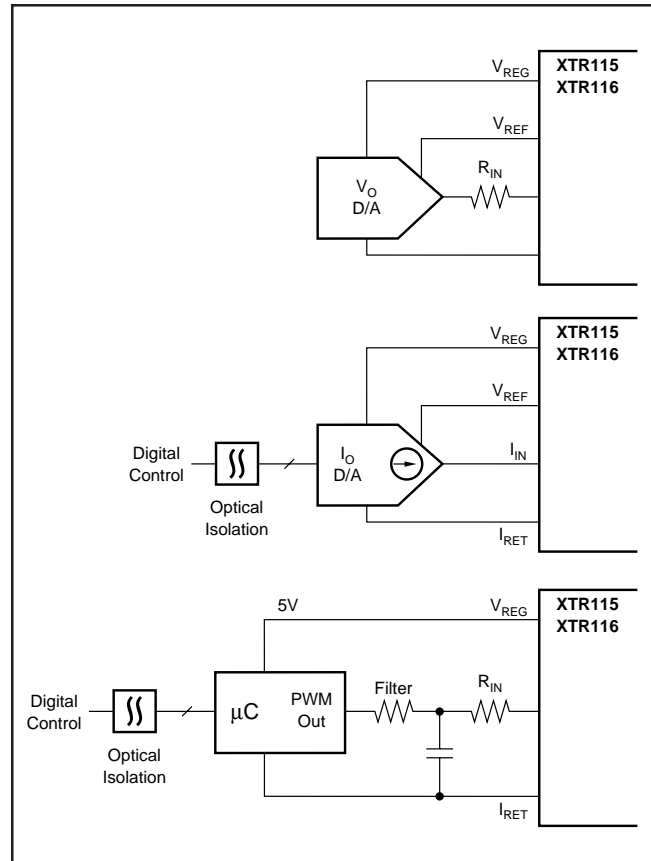 V_REG
XTR115
XTR116
V_REF
R_IN
V_O
D/A
V_REG
XTR115
XTR116
V_REF
Digital
Control
I_O
D/A
I_IN
Optical
Isolation
I_RET
5V
V_REG
XTR115
XTR116
Digital
Control
µC
PWM
Out
Filter
R_IN
Optical
Isolation
I_RET